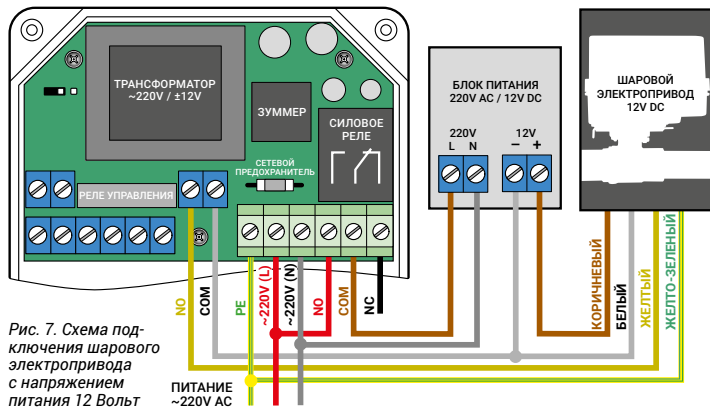 ТРАНСФОРМАТОР
~220V / ±12V
ЗУММЕР
СИЛОВОЕ
РЕЛЕ
СЕТЕВОЙ
ПРЕДОХРАНИТЕЛЬ
РЕЛЕ УПРАВЛЕНИЯ
БЛОК ПИТАНИЯ
220V AC / 12V DC
220V
L N
12V
− +
ШАРОВОЙ
ЭЛЕКТРОПРИВОД
12V DC
NO
COM
PE
~220V (L)
~220V (N)
NO
COM
NC
КОРИЧНЕВЫЙ
БЕЛЫЙ
ЖЕЛТЫЙ
ЖЕЛТО-ЗЕЛЕНЫЙ
Рис. 7. Схема под-
ключения шарового
электропривода
с напряжением
питания 12 Вольт
ПИТАНИЕ
~220V AC